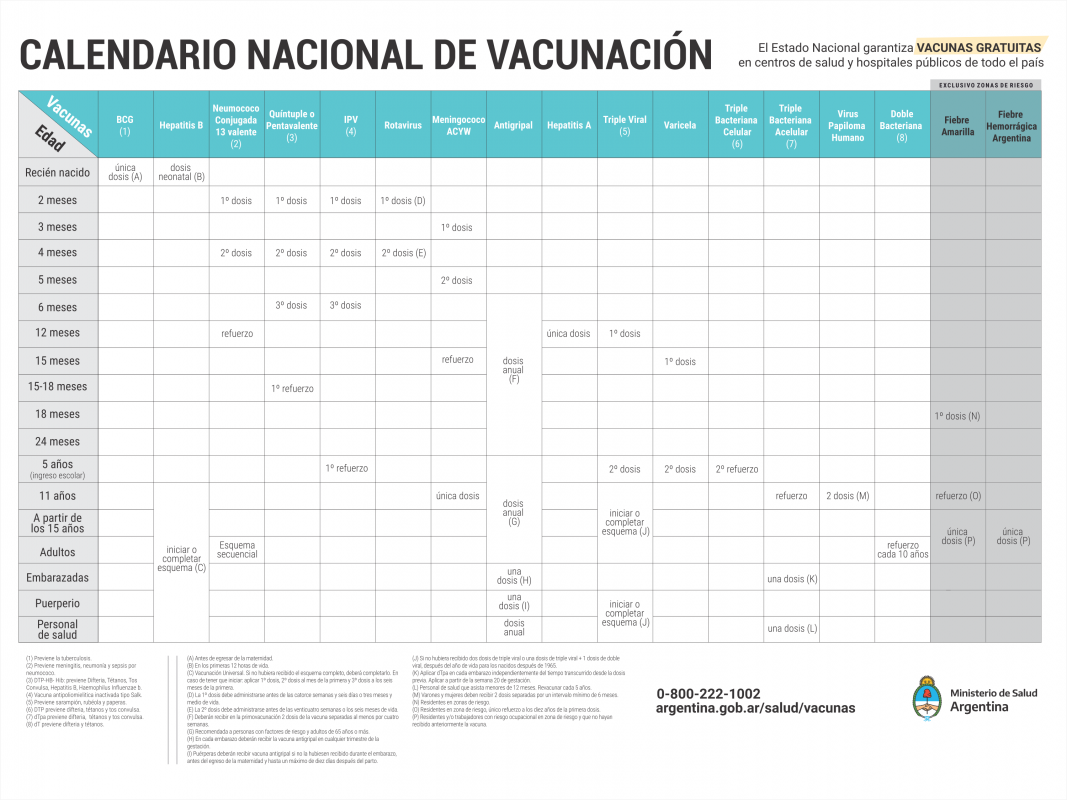 CALENDARIO NACIONAL DE VACUNACIÓN
El Estado Nacional garantiza VACUNAS GRATUITAS
en centros de salud y hospitales públicos de todo el país
EXCLUSIVO ZONAS DE RIESGO
Vacunas
Edad
BCG
(1)
Hepatitis B
Neumococo
Conjugada
13 valente
(2)
Quíntuple o
Pentavalente
(3)
IPV
(4)
Rotavirus
Meningococo
ACYW
Antigripal
Hepatitis A
Triple Viral
(5)
Varicela
Triple
Bacteriana
Celular
(6)
Triple
Bacteriana
Acelular
(7)
Virus
Papiloma
Humano
Doble
Bacteriana
(8)
Fiebre
Amarilla
Fiebre
Hemorrágica
Argentina
Recién nacido
única
dosis (A)
dosis
neonatal (B)
2 meses
1º dosis
1º dosis
1º dosis
1º dosis (D)
3 meses
1º dosis
4 meses
2º dosis
2º dosis
2º dosis
2º dosis (E)
5 meses
2º dosis
6 meses
3º dosis
3º dosis
12 meses
refuerzo
única dosis
1º dosis
15 meses
refuerzo
dosis
anual
(F)
1º dosis
15-18 meses
1º refuerzo
18 meses
1º dosis (N)
24 meses
5 años
(ingreso escolar)
1º refuerzo
2º dosis
2º dosis
2º refuerzo
11 años
única dosis
dosis
anual
(G)
refuerzo
2 dosis (M)
refuerzo (O)
A partir de
los 15 años
iniciar o
completar
esquema (J)
única
dosis (P)
única
dosis (P)
Adultos
iniciar o
completar
esquema (C)
Esquema
secuencial
refuerzo
cada 10 años
Embarazadas
una
dosis (H)
una dosis (K)
Puerperio
una
dosis (I)
iniciar o
completar
esquema (J)
Personal
de salud
dosis
anual
una dosis (L)
(1) Previene la tuberculosis.
(2) Previene meningitis, neumonía y sepsis por
neumococo.
(3) DTP-HB- Hib: previene Difteria, Tétanos, Tos
Convulsa, Hepatitis B, Haemophilus Influenzae b.
(4) Vacuna antipoliomielítica inactivada tipo Salk.
(5) Previene sarampión, rubéola y paperas.
(6) DTP previene difteria, tétanos y tos convulsa.
(7) dTpa previene difteria, tétanos y tos convulsa.
(8) dT previene difteria y tétanos.
(A) Antes de egresar de la maternidad.
(B) En los primeras 12 horas de vida.
(C) Vacunación Universal. Si no hubiera recibido el esquema completo, deberá completarlo. En
caso de tener que iniciar: aplicar 1º dosis, 2º dosis al mes de la primera y 3º dosis a los seis
meses de la primera.
(D) La 1º dosis debe administrarse antes de las catorce semanas y seis días o tres meses y
medio de vida.
(E) La 2º dosis debe administrarse antes de las venticuatro semanas o los seis meses de vida.
(F) Deberán recibir en la primovacunación 2 dosis de la vacuna separadas al menos por cuatro
semanas.
(G) Recomendada a personas con factores de riesgo y adultos de 65 años o más.
(H) En cada embarazo deberán recibir la vacuna antigripal en cualquier trimestre de la
gestación.
(I) Puérperas deberán recibir vacuna antigripal si no la hubiesen recibido durante el embarazo,
antes del egreso de la maternidad y hasta un máximo de diez días después del parto.
(J) Si no hubiera recibido dos dosis de triple viral o una dosis de triple viral + 1 dosis de doble
viral, después del año de vida para los nacidos después de 1965.
(K) Aplicar dTpa en cada embarazo independientemente del tiempo transcurrido desde la dosis
previa. Aplicar a partir de la semana 20 de gestación.
(L) Personal de salud que asista menores de 12 meses. Revacunar cada 5 años.
(M) Varones y mujeres deben recibir 2 dosis separadas por un intervalo mínimo de 6 meses.
(N) Residentes en zonas de riesgo.
(O) Residentes en zona de riesgo, único refuerzo a los diez años de la primera dosis.
(P) Residentes y/o trabajadores con riesgo ocupacional en zona de riesgo y que no hayan
recibido anteriormente la vacuna.
0-800-222-1002
argentina.gob.ar/salud/vacunas
Ministerio de Salud
Argentina